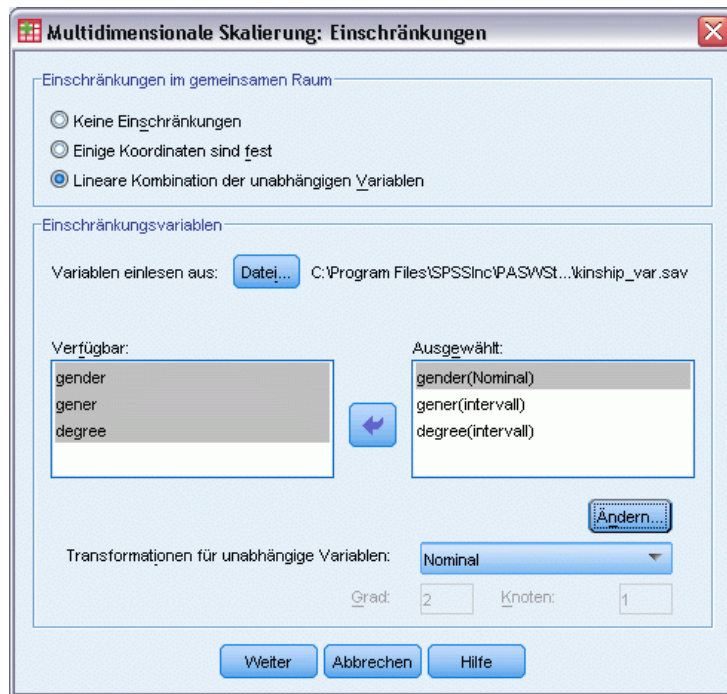 Multidimensionale Skalierung: Einschränkungen
Einschränkungen im gemeinsamen Raum
Keine Einschränkungen
Einige Koordinaten sind fest
Lineare Kombination der unabhängigen Variablen
Einschränkungsvariablen
Variablen einlesen aus: Datei... C:\Program Files\SPSSInc\PASWSt...\kinship_var.sav
Verfügbar: Ausgewählt:
gender gender(Nominal)
gener gener(intervall)
degree degree(intervall)
Ändern...
Transformationen für unabhängige Variablen: Nominal
Grad: 2 Knoten: 1
Weiter Abbrechen Hilfe